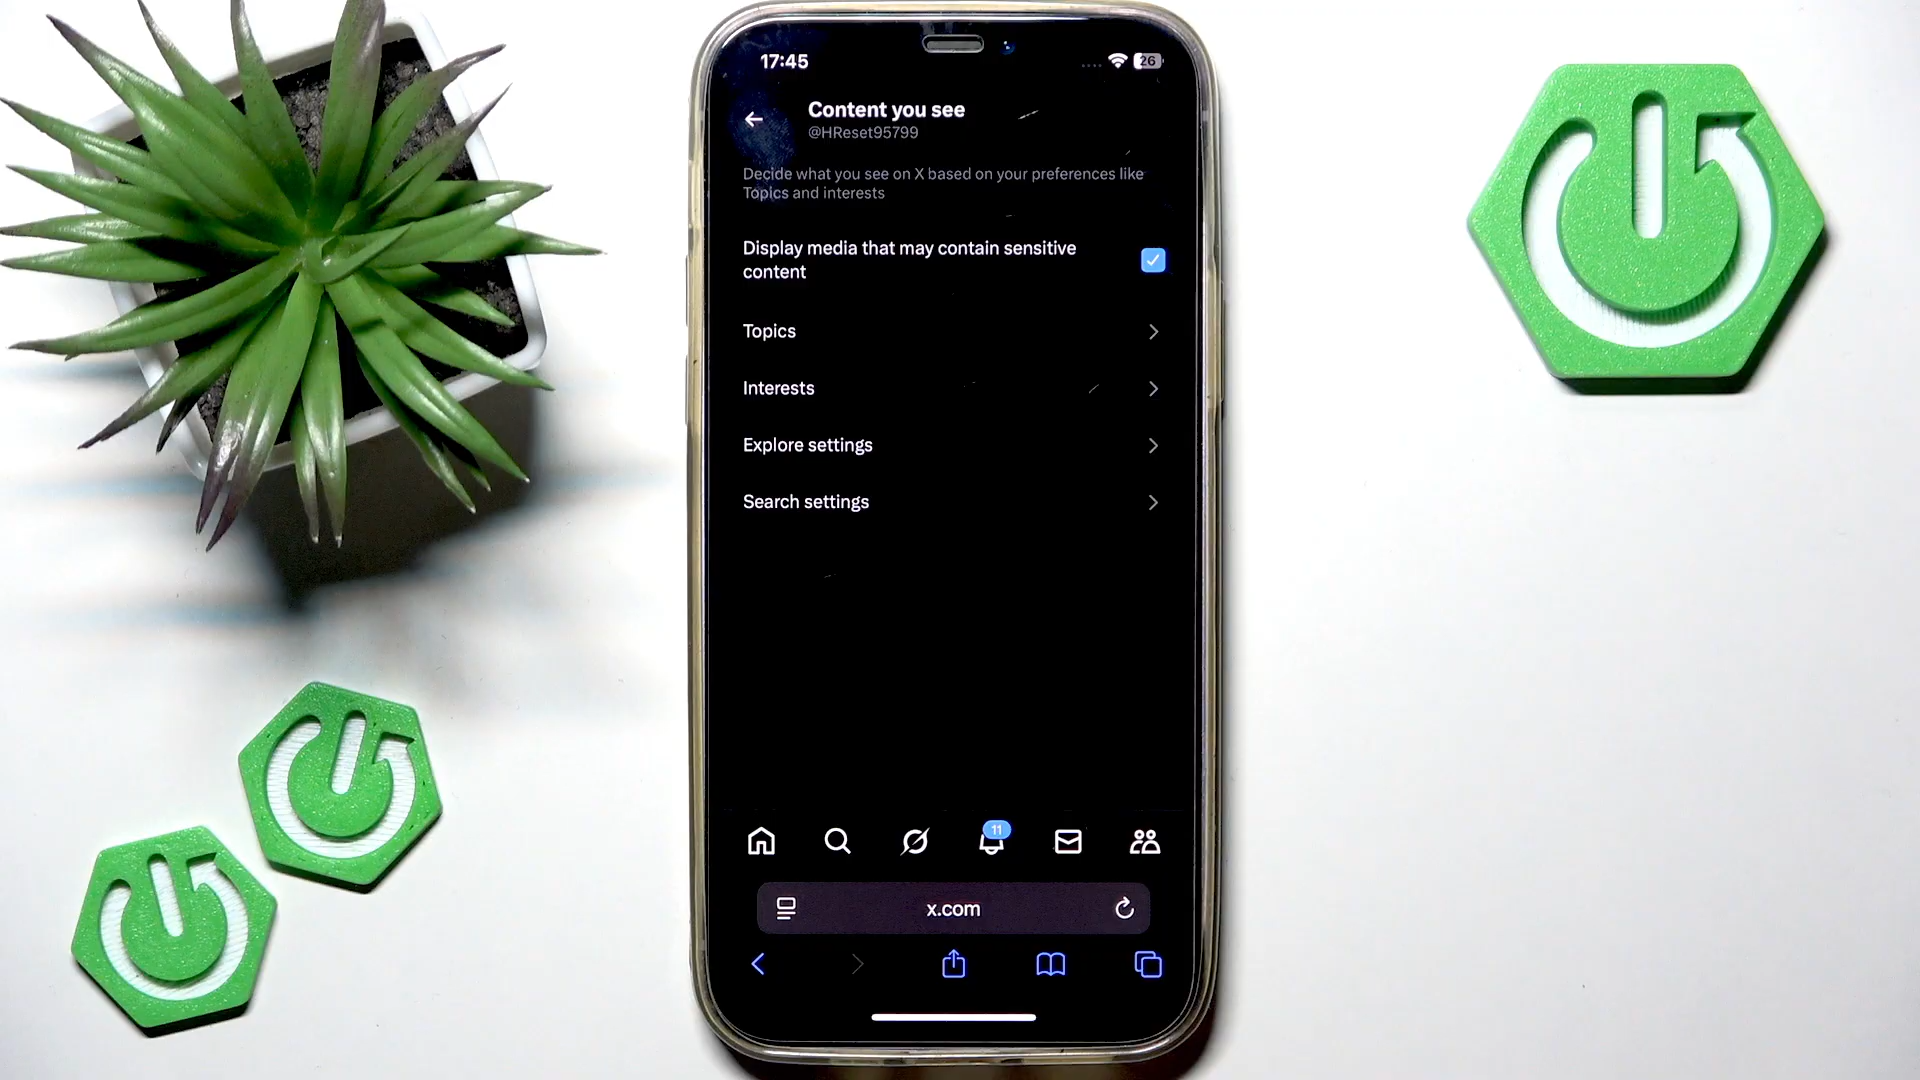 17:45
26
Content you see
@HReset95799
Decide what you see on X based on your preferences like
Topics and interests
Display media that may contain sensitive
content
Topics
Interests
Explore settings
Search settings
11
x.com